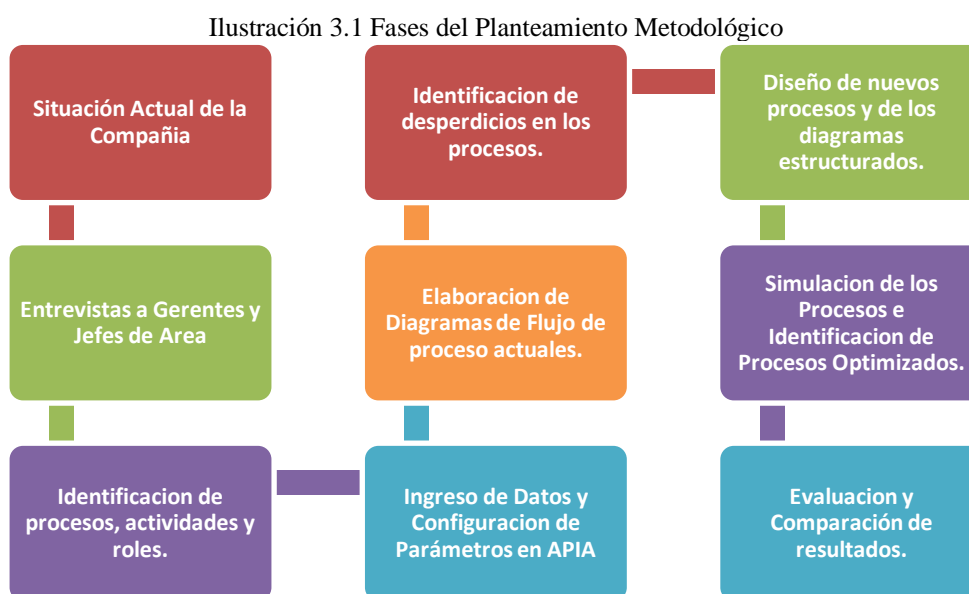 Ilustración 3.1 Fases del Planteamiento Metodológico
Situación Actual de la
Compañia
Entrevistas a Gerentes y
Jefes de Area
Identificacion de
procesos, actividades y
roles.
Ingreso de Datos y
Configuracion de
Parámetros en APIA
Elaboracion de
Diagramas de Flujo de
proceso actuales.
Identificacion de
desperdicios en los
procesos.
Diseño de nuevos
procesos y de los
diagramas
estructurados.
Simulacion de los
Procesos e
Identificacion de
Procesos Optimizados.
Evaluacion y
Comparación de
resultados.